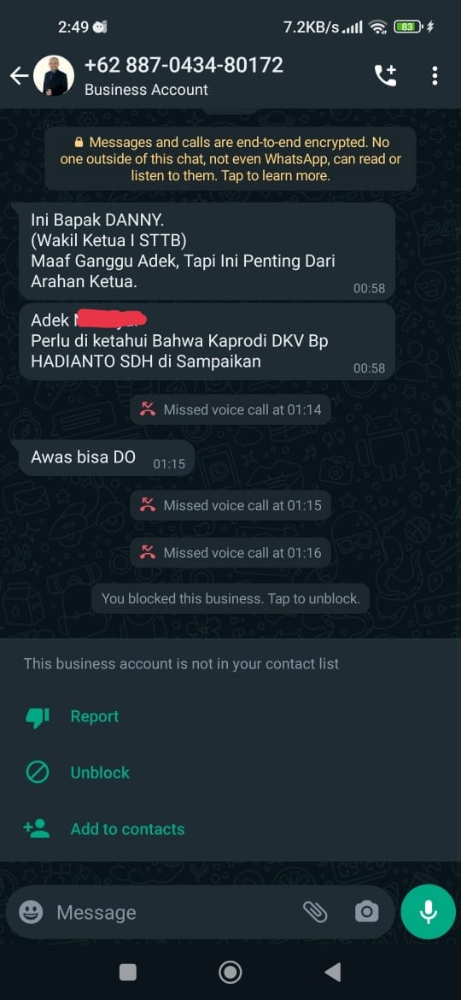 2:49
7.2KB/s
83
+62 887-0434-80172
Business Account
Messages and calls are end-to-end encrypted. No
one outside of this chat, not even WhatsApp, can read or
listen to them. Tap to learn more.
Ini Bapak DANNY.
(Wakil Ketua I STTB)
Maaf Ganggu Adek, Tapi Ini Penting Dari
Arahan Ketua.
00:58
Adek
Perlu di ketahui Bahwa Kaprodi DKV Bp
HADIANTO SDH di Sampaikan
00:58
Missed voice call at 01:14
Awas bisa DO
01:15
Missed voice call at 01:15
Missed voice call at 01:16
You blocked this business. Tap to unblock.
This business account is not in your contact list
Report
Unblock
Add to contacts
Message